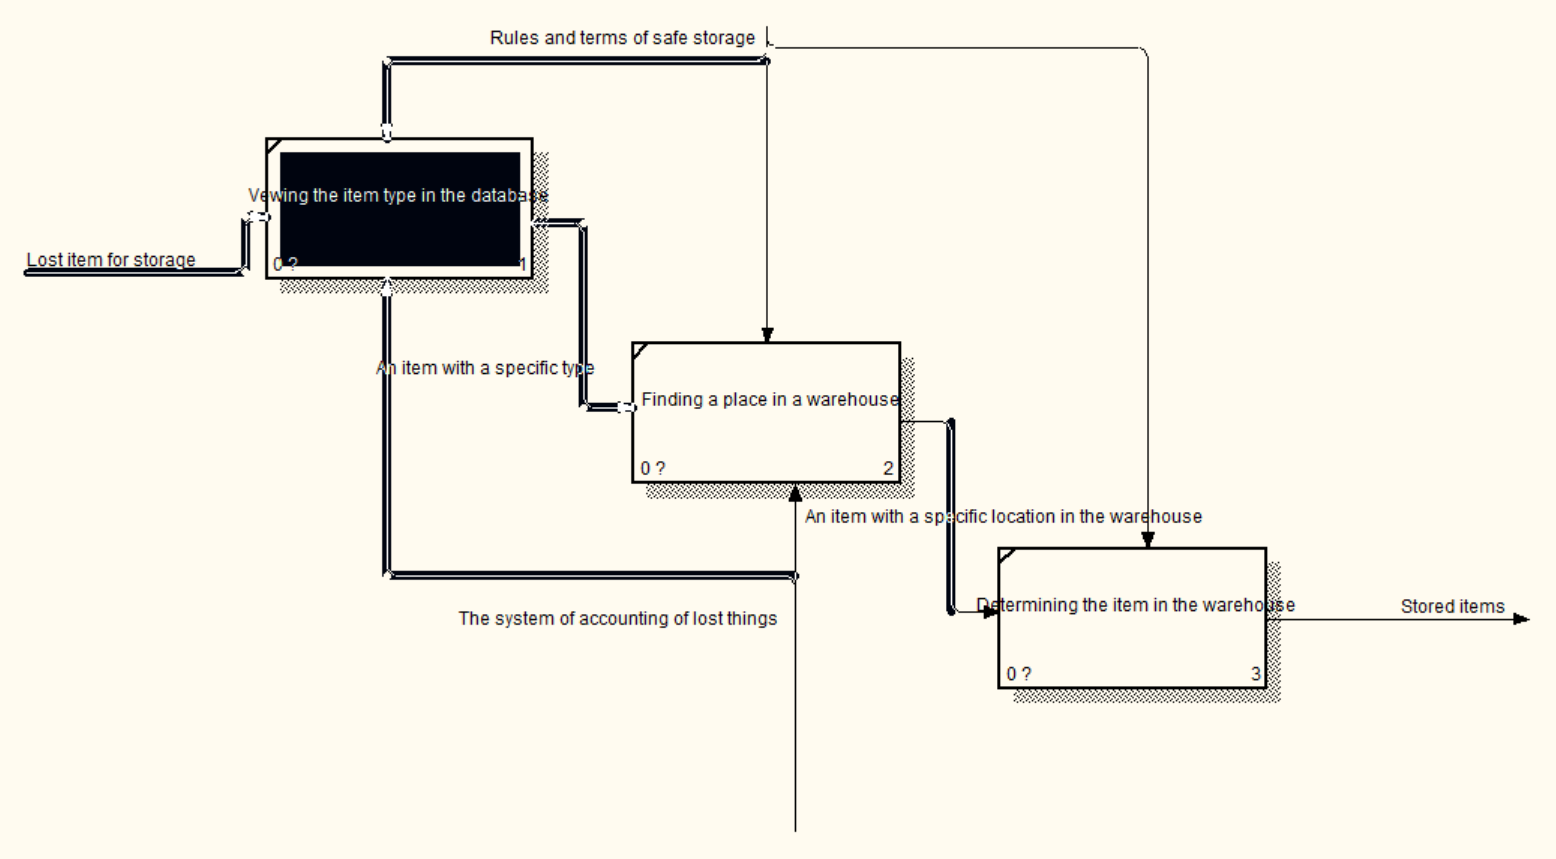 Rules and terms of safe storage
Vewing the item type in the database
Lost item for storage
0 ?
1
An item with a specific type
Finding a place in a warehouse
0 ?
2
An item with a specific location in the warehouse
The system of accounting of lost things
Determining the item in the warehouse
Stored items
0 ?
3